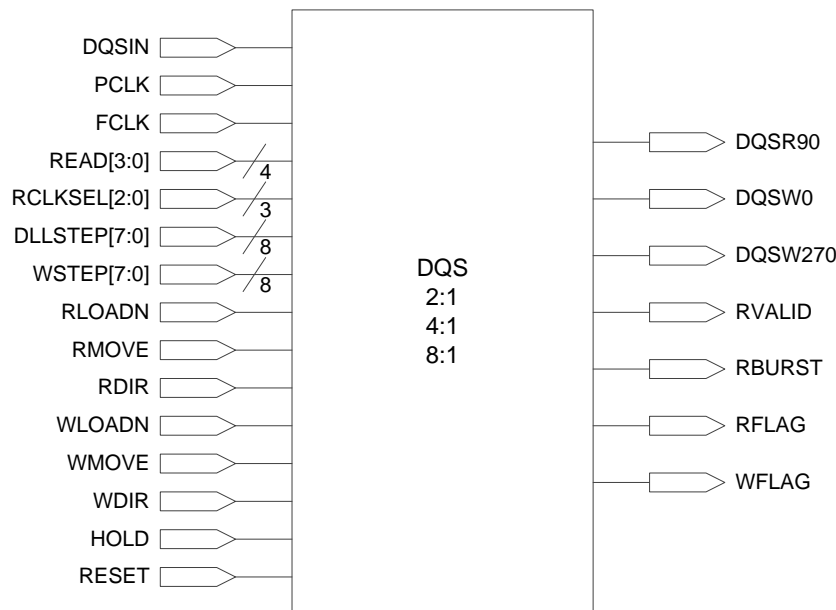 DQSIN
PCLK
FCLK
READ[3:0]
4
RCLKSEL[2:0]
3
DLLSTEP[7:0]
8
WSTEP[7:0]
8
RLOADN
RMOVE
RDIR
WLOADN
WMOVE
WDIR
HOLD
RESET
DQS
2:1
4:1
8:1
DQSR90
DQSW0
DQSW270
RVALID
RBURST
RFLAG
WFLAG